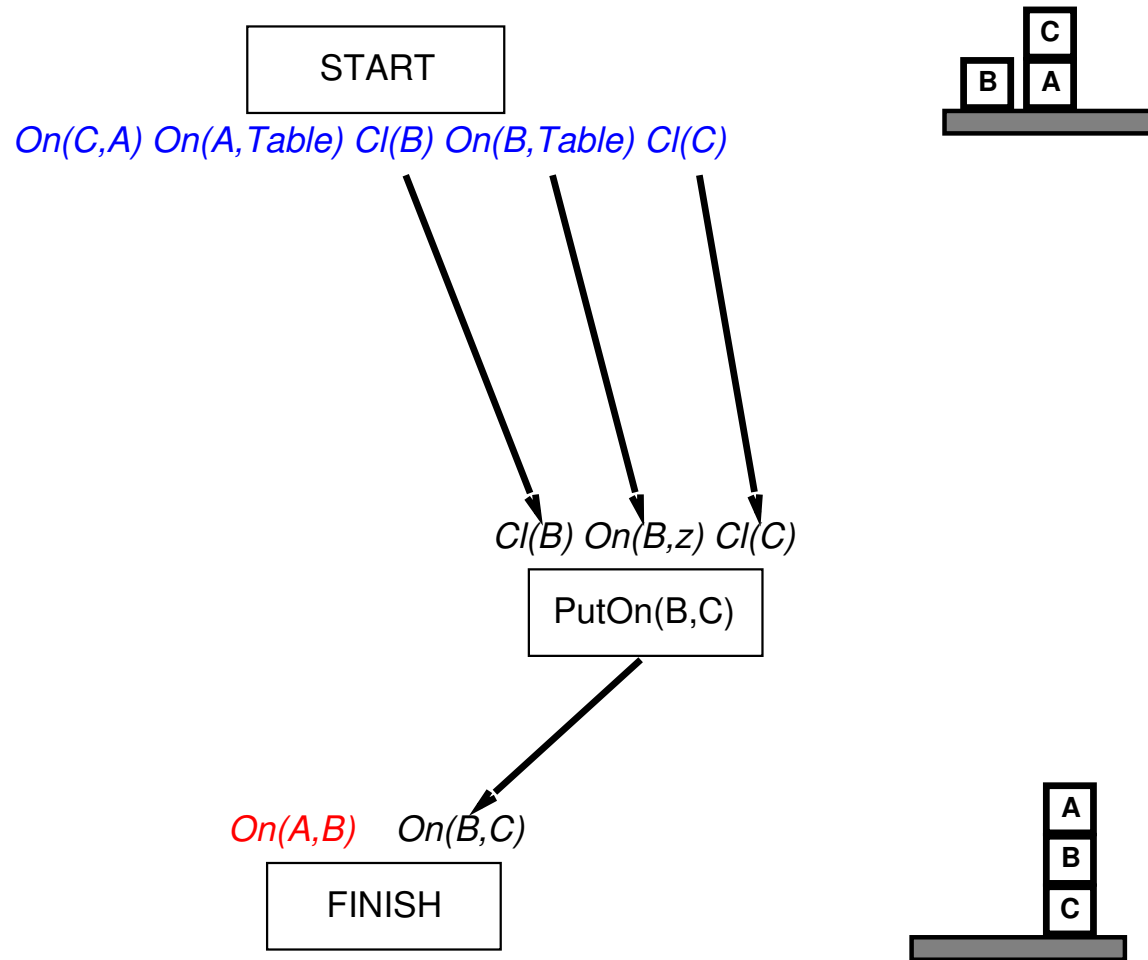 START
On(C,A) On(A,Table) Cl(B) On(B,Table) Cl(C)
C
B A
Cl(B) On(B,z) Cl(C)
PutOn(B,C)
On(A,B) On(B,C)
FINISH
A
B
C